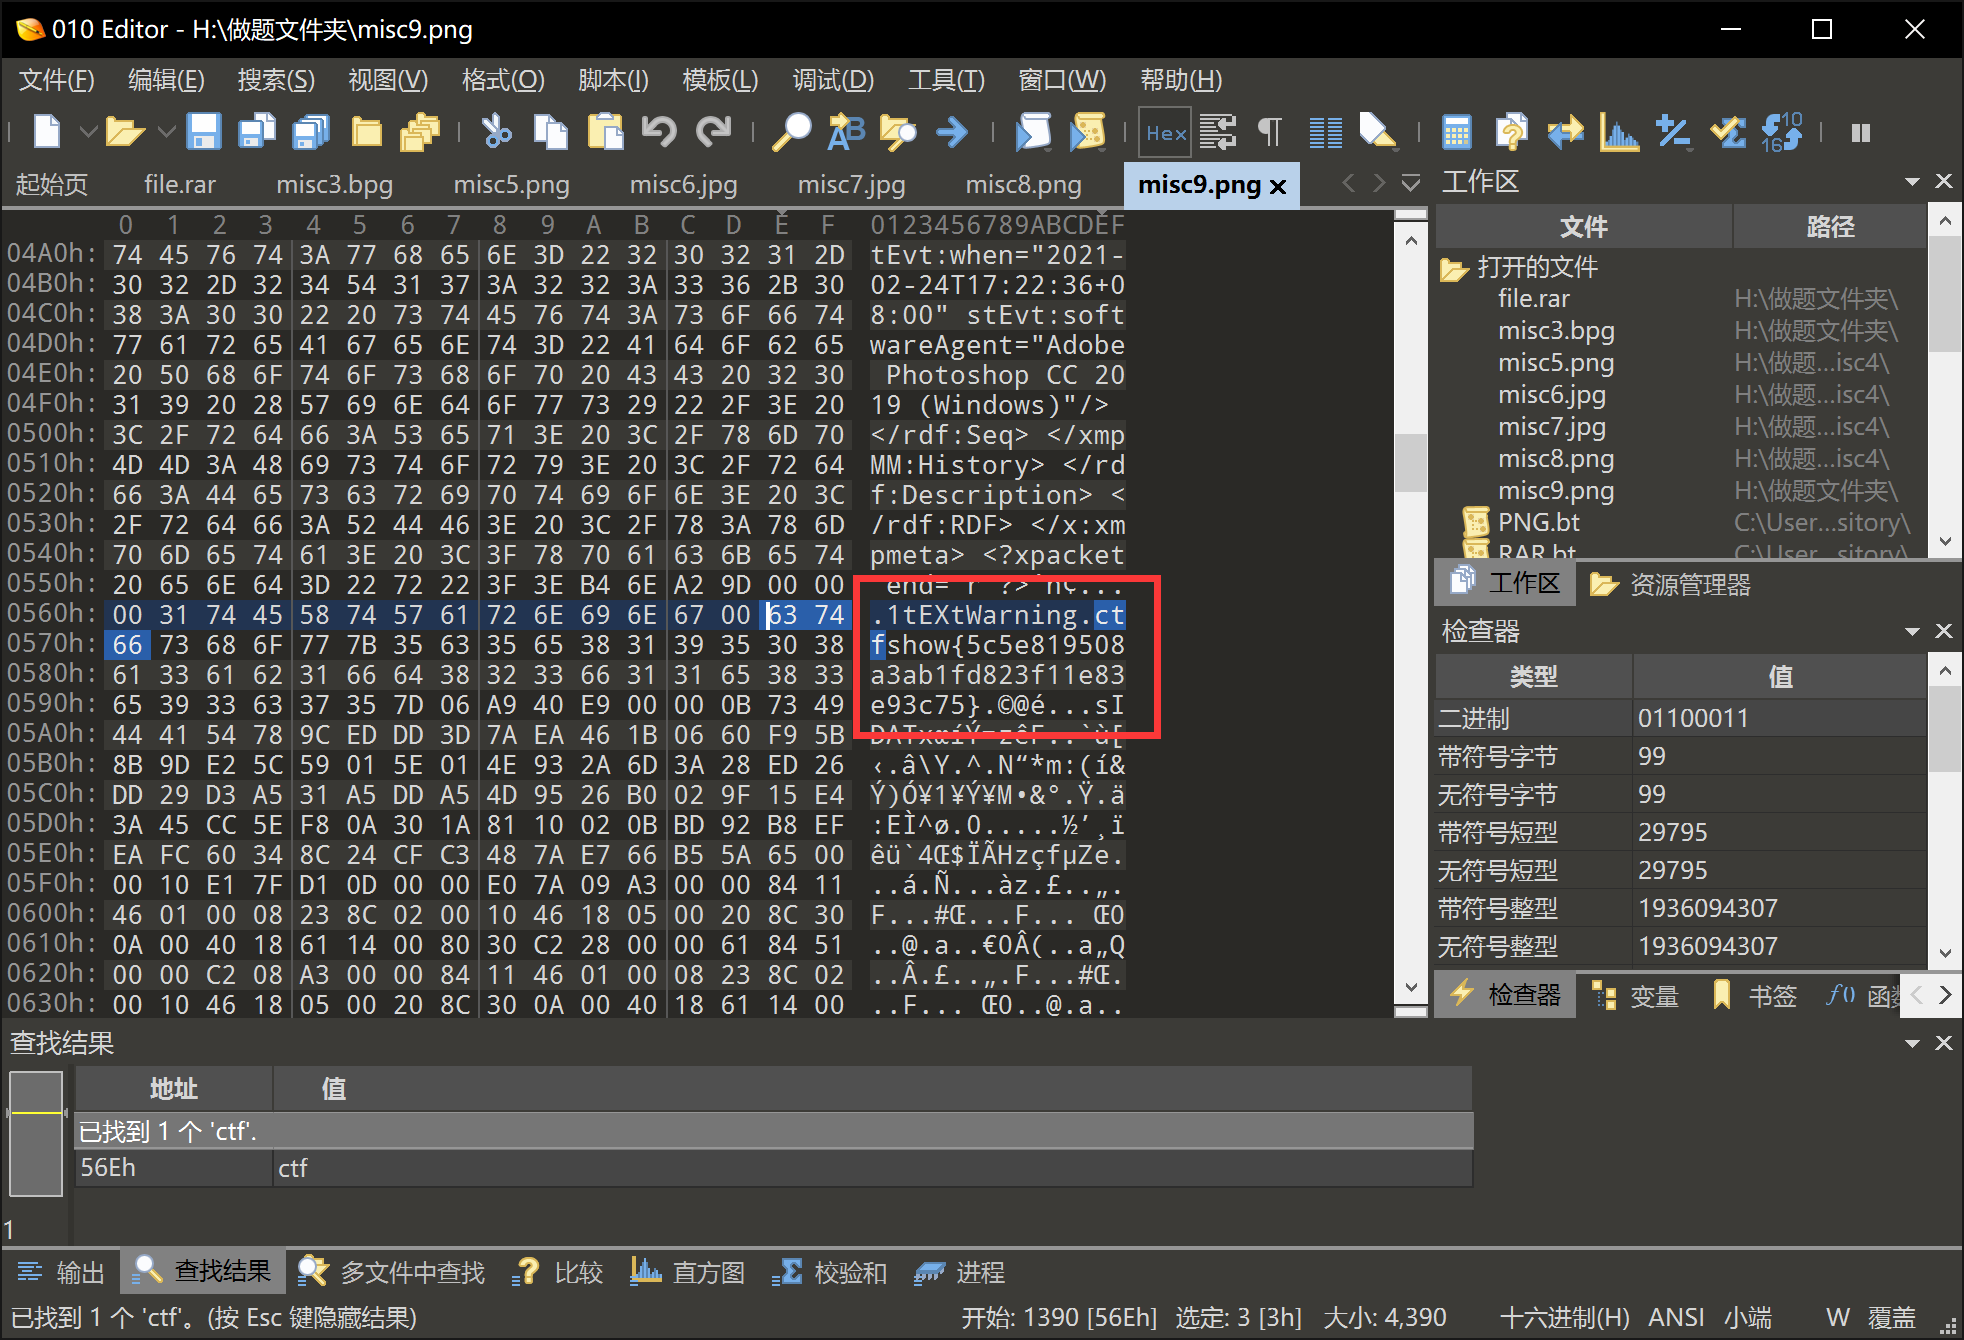 010 Editor - H:\做题文件夹\misc9.png
文件(F) 编辑(E) 搜索(S) 视图(V) 格式(O) 脚本(I) 模板(L) 调试(D) 工具(T) 窗口(W) 帮助(H)
起始页 file.rar misc3.bpg misc5.png misc6.jpg misc7.jpg misc8.png misc9.png
0 1 2 3 4 5 6 7 8 9 A B C D E F 0123456789ABCDEF
04A0h: 74 45 76 74 3A 77 68 65 6E 3D 22 32 30 32 31 2D tEvt:when="2021-
04B0h: 30 32 2D 32 34 54 31 37 3A 32 32 3A 33 36 2B 30 02-24T17:22:36+0
04C0h: 38 3A 30 30 22 20 73 74 45 76 74 3A 73 6F 66 74 8:00" stEvt:soft
04D0h: 77 61 72 65 41 67 65 6E 74 3D 22 41 64 6F 62 65 wareAgent="Adobe
04E0h: 20 50 68 6F 74 6F 73 68 6F 70 20 43 43 20 32 30 Photoshop CC 20
04F0h: 31 39 20 28 57 69 6E 64 6F 77 73 29 22 2F 3E 20 19 (Windows)"/>
0500h: 3C 2F 72 64 66 3A 53 65 71 3E 20 3C 2F 78 6D 70 </rdf:Seq> </xmp
0510h: 4D 4D 3A 48 69 73 74 6F 72 79 3E 20 3C 2F 72 64 MM:History> </rd
0520h: 66 3A 44 65 73 63 72 69 70 74 69 6F 6E 3E 20 3C f:Description> <
0530h: 2F 72 64 66 3A 52 44 46 3E 20 3C 2F 78 3A 78 6D /rdf:RDF> </x:xm
0540h: 70 6D 65 74 61 3E 20 3C 3F 78 70 61 63 6B 65 74 pmeta> <?xpacket
0550h: 20 65 6E 64 3D 22 72 22 3F 3E B4 6E A2 9D 00 00 end="r"?>´n¢...
0560h: 00 31 74 45 58 74 57 61 72 6E 69 6E 67 00 63 74 .1tEXtWarning.ct
0570h: 66 73 68 6F 77 7B 35 63 35 65 38 31 39 35 30 38 fshow{5c5e819508
0580h: 61 33 61 62 31 66 64 38 32 33 66 31 31 65 38 33 a3ab1fd823f11e83
0590h: 65 39 33 63 37 35 7D 06 A9 40 E9 00 00 0B 73 49 e93c75}.©@é...sI
05A0h: 44 41 54 78 9C ED DD 3D 7A EA 46 1B 06 60 F9 5B DATxœíÝ=zêF..`ù[
05B0h: 8B 9D E2 5C 59 01 5E 01 4E 93 2A 6D 3A 28 ED 26 ‹.â\Y.^.N“*m:(í&
05C0h: DD 29 D3 A5 31 A5 DD A5 4D 95 26 B0 02 9F 15 E4 Ý)Ó¥1¥Ý¥M•&°.Ÿ.ä
05D0h: 3A 45 CC 5E F8 0A 30 1A 81 10 02 0B BD 92 B8 EF :EÌ^ø.0.....½’¸ï
05E0h: EA FC 60 34 8C 24 CF C3 48 7A E7 66 B5 5A 65 00 êü`4Œ$ÏÃHzçfµZe.
05F0h: 00 10 E1 7F D1 0D 00 00 E0 7A 09 A3 00 00 84 11 ..á.Ñ...àz.£..„.
0600h: 46 01 00 08 23 8C 02 00 10 46 18 05 00 20 8C 30 F...#Œ...F... Œ0
0610h: 0A 00 40 18 61 14 00 80 30 C2 28 00 00 61 84 51 ..@.a..€0Â(..a„Q
0620h: 00 00 C2 08 A3 00 00 84 11 46 01 00 08 23 8C 02 ..Â.£..„.F...#Œ.
0630h: 00 10 46 18 05 00 20 8C 30 0A 00 40 18 61 14 00 ..F... Œ0..@.a..
工作区
文件 路径
打开的文件
file.rar H:\做题文件夹\
misc3.bpg H:\做题文件夹\
misc5.png H:\做题...isc4\
misc6.jpg H:\做题...isc4\
misc7.jpg H:\做题...isc4\
misc8.png H:\做题...isc4\
misc9.png H:\做题文件夹\
PNG.bt C:\User...sitory\
RAR.bt C:\User...sitory\
工作区 资源管理器
检查器
类型 值
二进制 01100011
带符号字节 99
无符号字节 99
带符号短型 29795
无符号短型 29795
带符号整型 1936094307
无符号整型 1936094307
检查器 变量 书签 f() 函数
查找结果
地址 值
已找到 1 个 'ctf'.
56Eh ctf
1
输出 查找结果 多文件中查找 比较 直方图 校验和 进程
已找到 1 个 'ctf'。(按 Esc 键隐藏结果) 开始: 1390 [56Eh] 选定: 3 [3h] 大小: 4,390 十六进制(H) ANSI 小端 W 覆盖